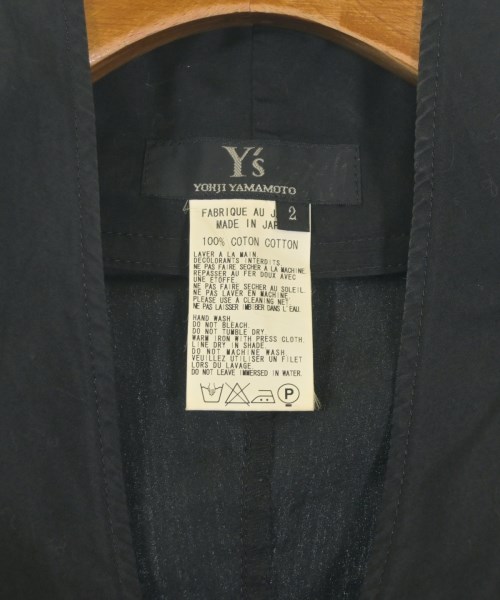 Y's
YOHJI YAMAMOTO
FABRIQUE AU
2
MADE IN
100% COTON COTTON
LAVER A LA MAIN
DECOLORANTS INTERDITS
NE PAS FAIRE SECHER A LA MACHINE
REPASSER AU FER DOUX AVEC
UNE ETOFFE
NE PAS FAIRE SECHER AU SOLEIL.
NE PAS LAVER EN MACHINE
PLEASE USE A CLEANING NET
NE PAS LAISSER IMBIBER DANS L'EAU.
HAND WASH
DO NOT BLEACH.
DO NOT TUMBLE DRY
WARM IRON WITH PRESS CLOTH.
LINE DRY IN SHADE
DO NOT MACHINE WASH
VEUILLEZ UTILISER UN FILET
LORS DU LAVAGE.
DO NOT LEAVE IMMERSED IN WATER.
P